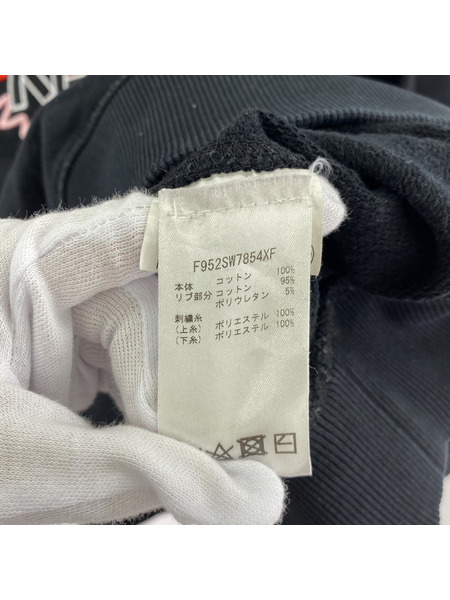 F952SW7854XF
本体 コットン 100%
リブ部分 コットン 95%
ポリウレタン 5%
刺繍糸
(上糸) ポリエステル 100%
(下糸) ポリエステル 100%